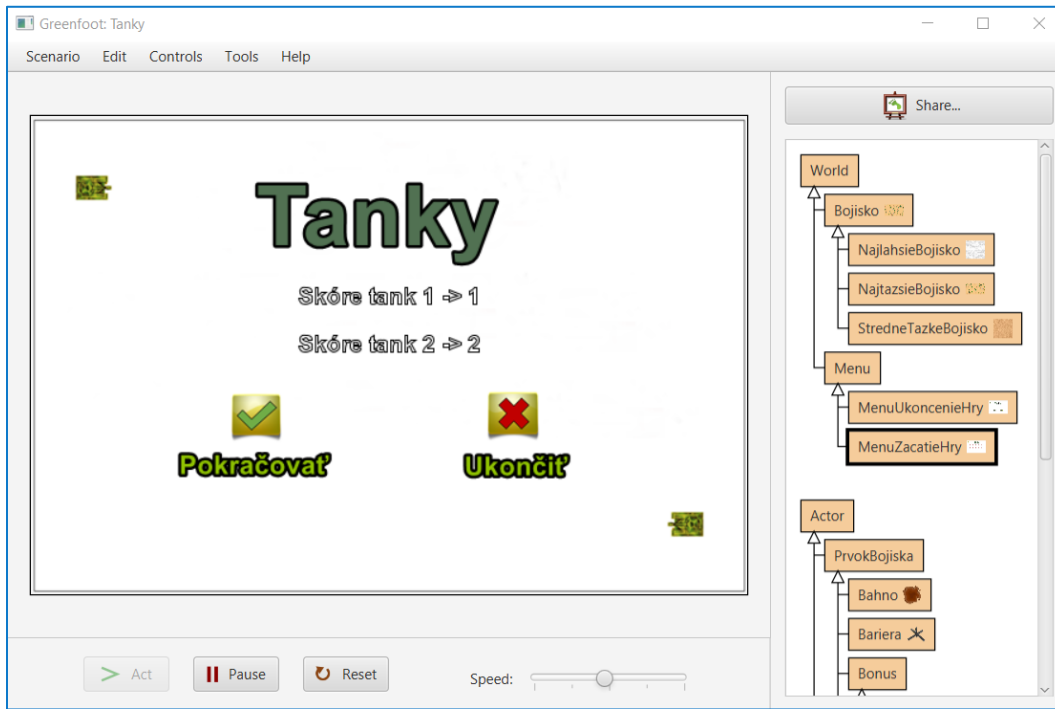 Greenfoot: Tanky
Scenario Edit Controls Tools Help
Tanky
Skóre tank 1 -> 1
Skóre tank 2 -> 2
Pokračovať Ukončiť
Act Pause Reset Speed:
Share...
World
Bojisko
NajlahsieBojisko
NajtazsieBojisko
StredneTazkeBojisko
Menu
MenuUkoncenieHry
MenuZacatieHry
Actor
PrvokBojiska
Bahno
Bariera
Bonus